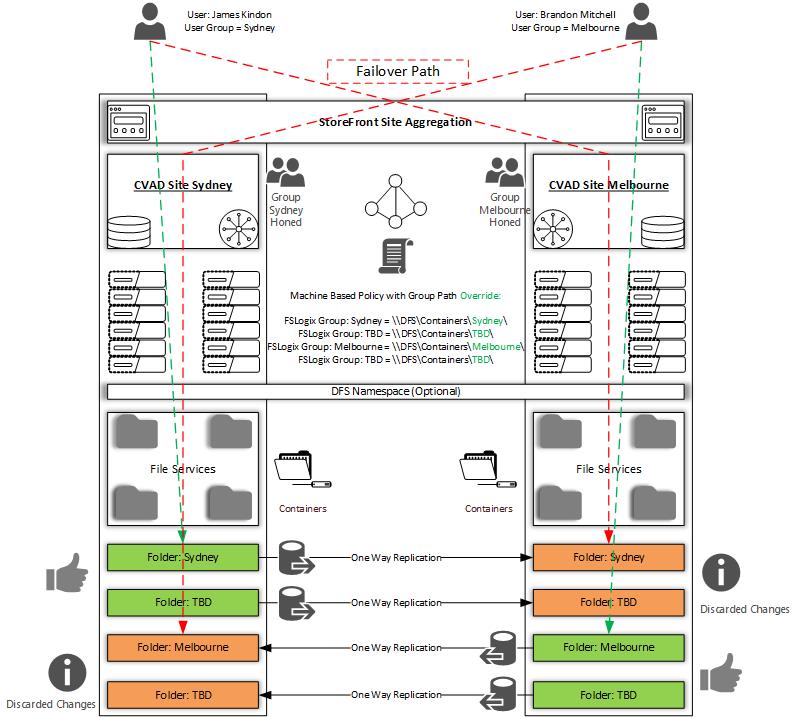 User: James Kindon
User Group = Sydney
User: Brandon Mitchell
User Group = Melbourne
Failover Path
StoreFront Site Aggregation
CVAD Site Sydney
CVAD Site Melbourne
Group
Sydney
Honed
Group
Melbourne
Honed
Machine Based Policy with Group Path Override:
FSLogix Group: Sydney = \\DFS\Containers\Sydney\
FSLogix Group: TBD = \\DFS\Containers\TBD\
FSLogix Group: Melbourne = \\DFS\Containers\Melbourne\
FSLogix Group: TBD = \\DFS\Containers\TBD\
DFS Namespace (Optional)
File Services
File Services
Containers
Containers
Folder: Sydney
One Way Replication
Folder: Sydney
Folder: TBD
One Way Replication
Folder: TBD
Discarded Changes
Folder: Melbourne
One Way Replication
Folder: Melbourne
Folder: TBD
One Way Replication
Folder: TBD
Discarded Changes